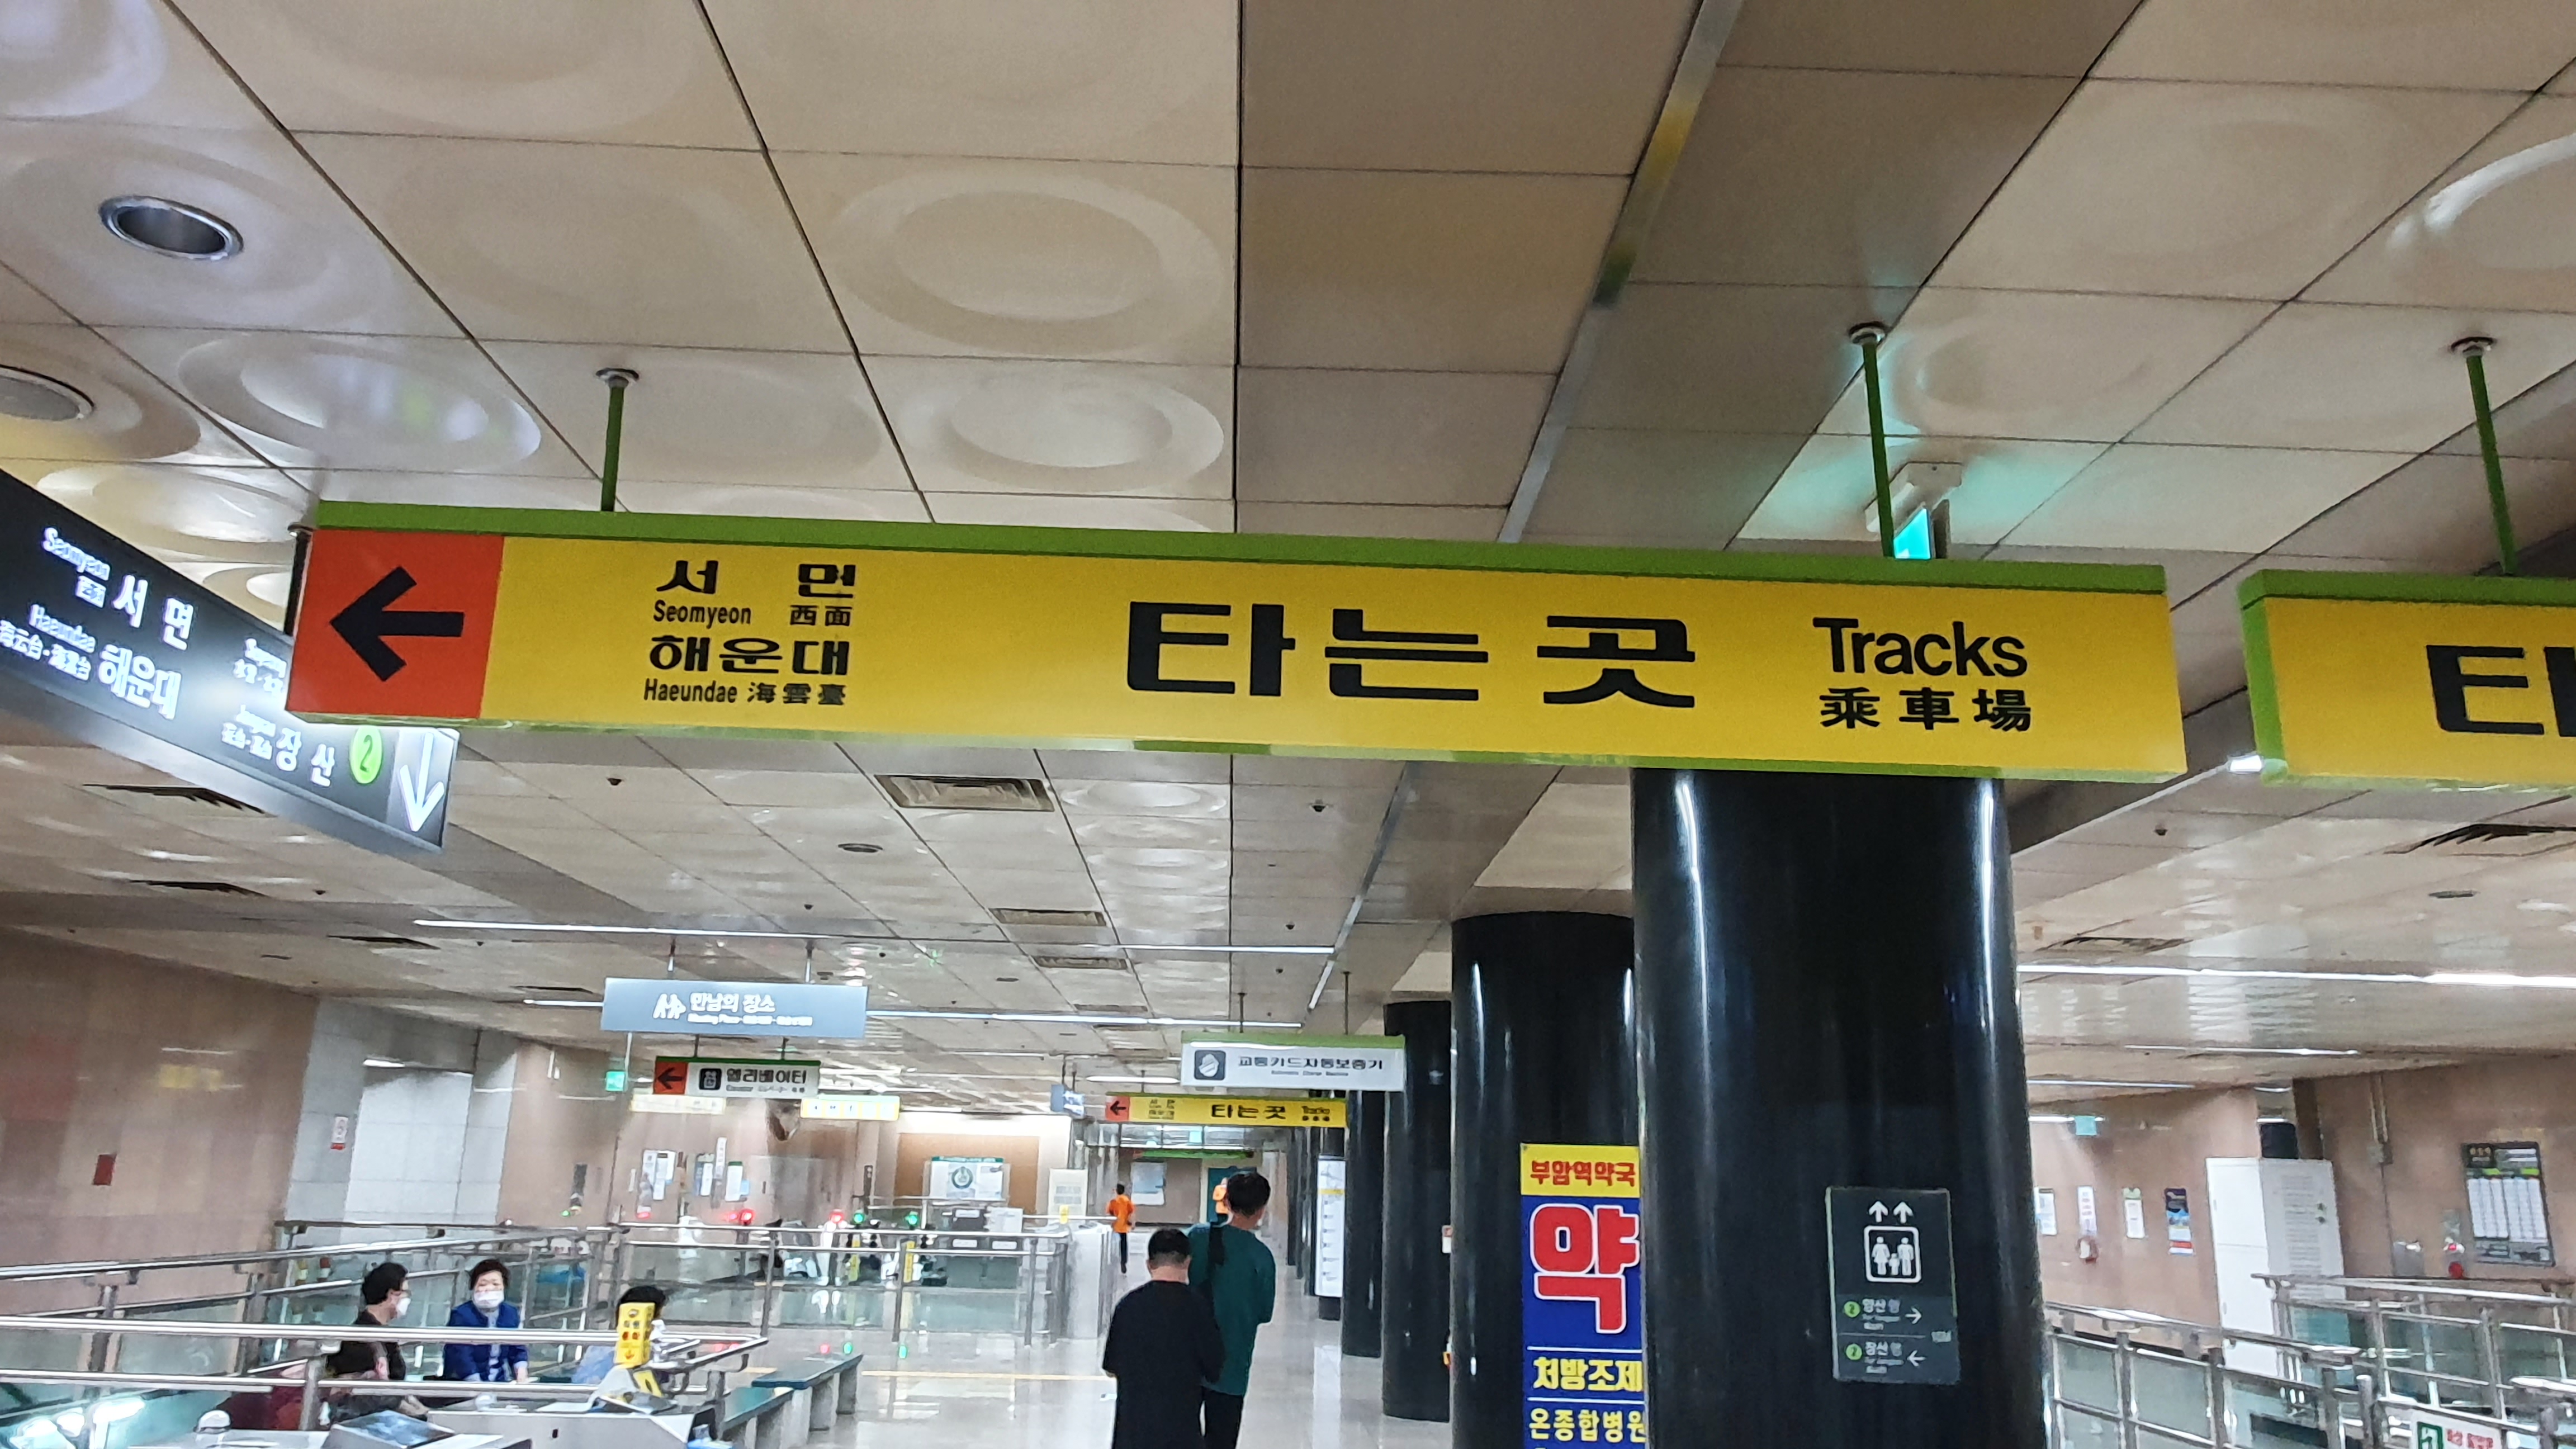 서면
Seomyeon 西面
해운대
Haeundae 海雲臺
타는곳
Tracks
乘車場
Seomyeon
西面 서면
Haeundae
해운대
장산 2
만남의 장소
엘리베이터
교통카드자동보충기
타는곳 Tracks
부암역약국
약
처방조제
온종합병원
2 장산행